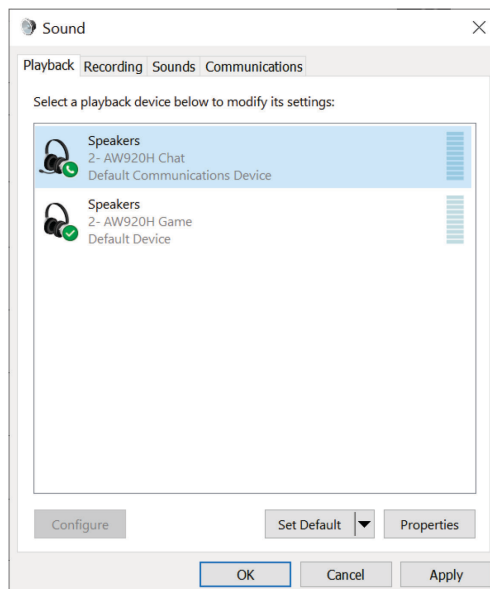 Sound
Playback Recording Sounds Communications
Select a playback device below to modify its settings:
Speakers
2- AW920H Chat
Default Communications Device
Speakers
2- AW920H Game
Default Device
Configure Set Default Properties
OK Cancel Apply